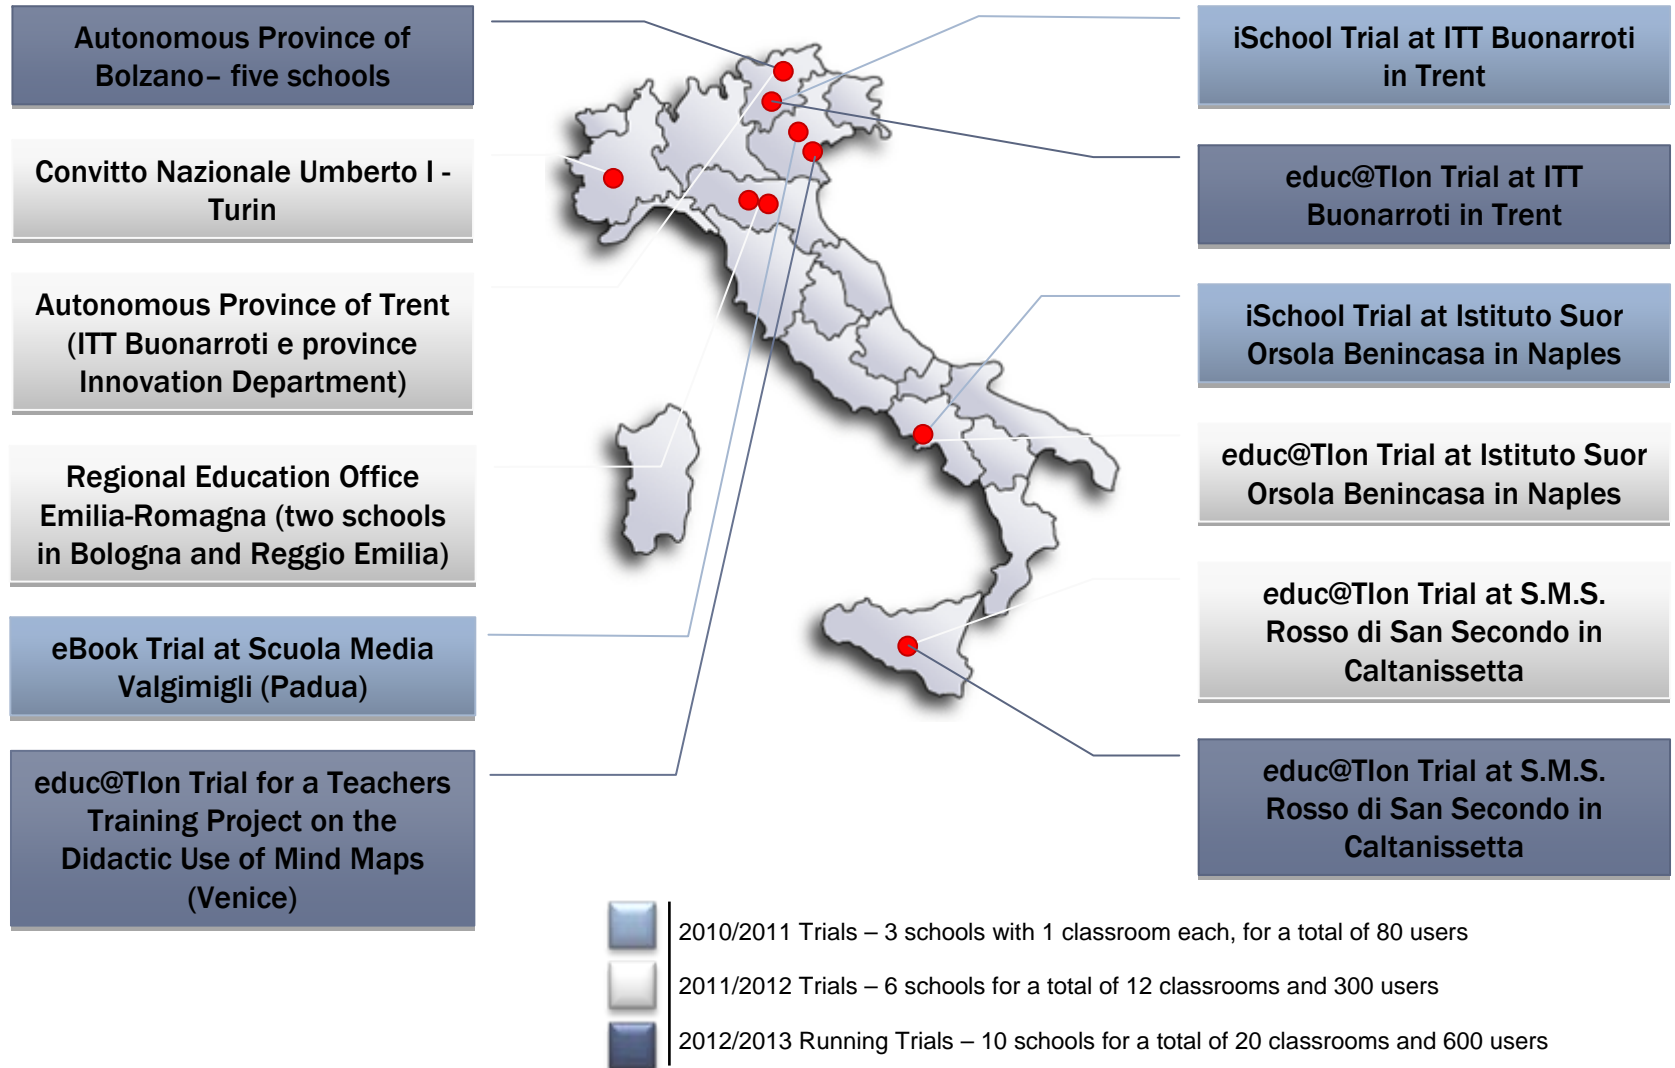 Autonomous Province of
Bolzano– five schools
Convitto Nazionale Umberto I -
Turin
Autonomous Province of Trent
(ITT Buonarroti e province
Innovation Department)
Regional Education Office
Emilia-Romagna (two schools
in Bologna and Reggio Emilia)
eBook Trial at Scuola Media
Valgimigli (Padua)
educ@TIon Trial for a Teachers
Training Project on the
Didactic Use of Mind Maps
(Venice)
iSchool Trial at ITT Buonarroti
in Trent
educ@TIon Trial at ITT
Buonarroti in Trent
iSchool Trial at Istituto Suor
Orsola Benincasa in Naples
educ@TIon Trial at Istituto Suor
Orsola Benincasa in Naples
educ@TIon Trial at S.M.S.
Rosso di San Secondo in
Caltanissetta
educ@TIon Trial at S.M.S.
Rosso di San Secondo in
Caltanissetta
2010/2011 Trials – 3 schools with 1 classroom each, for a total of 80 users
2011/2012 Trials – 6 schools for a total of 12 classrooms and 300 users
2012/2013 Running Trials – 10 schools for a total of 20 classrooms and 600 users